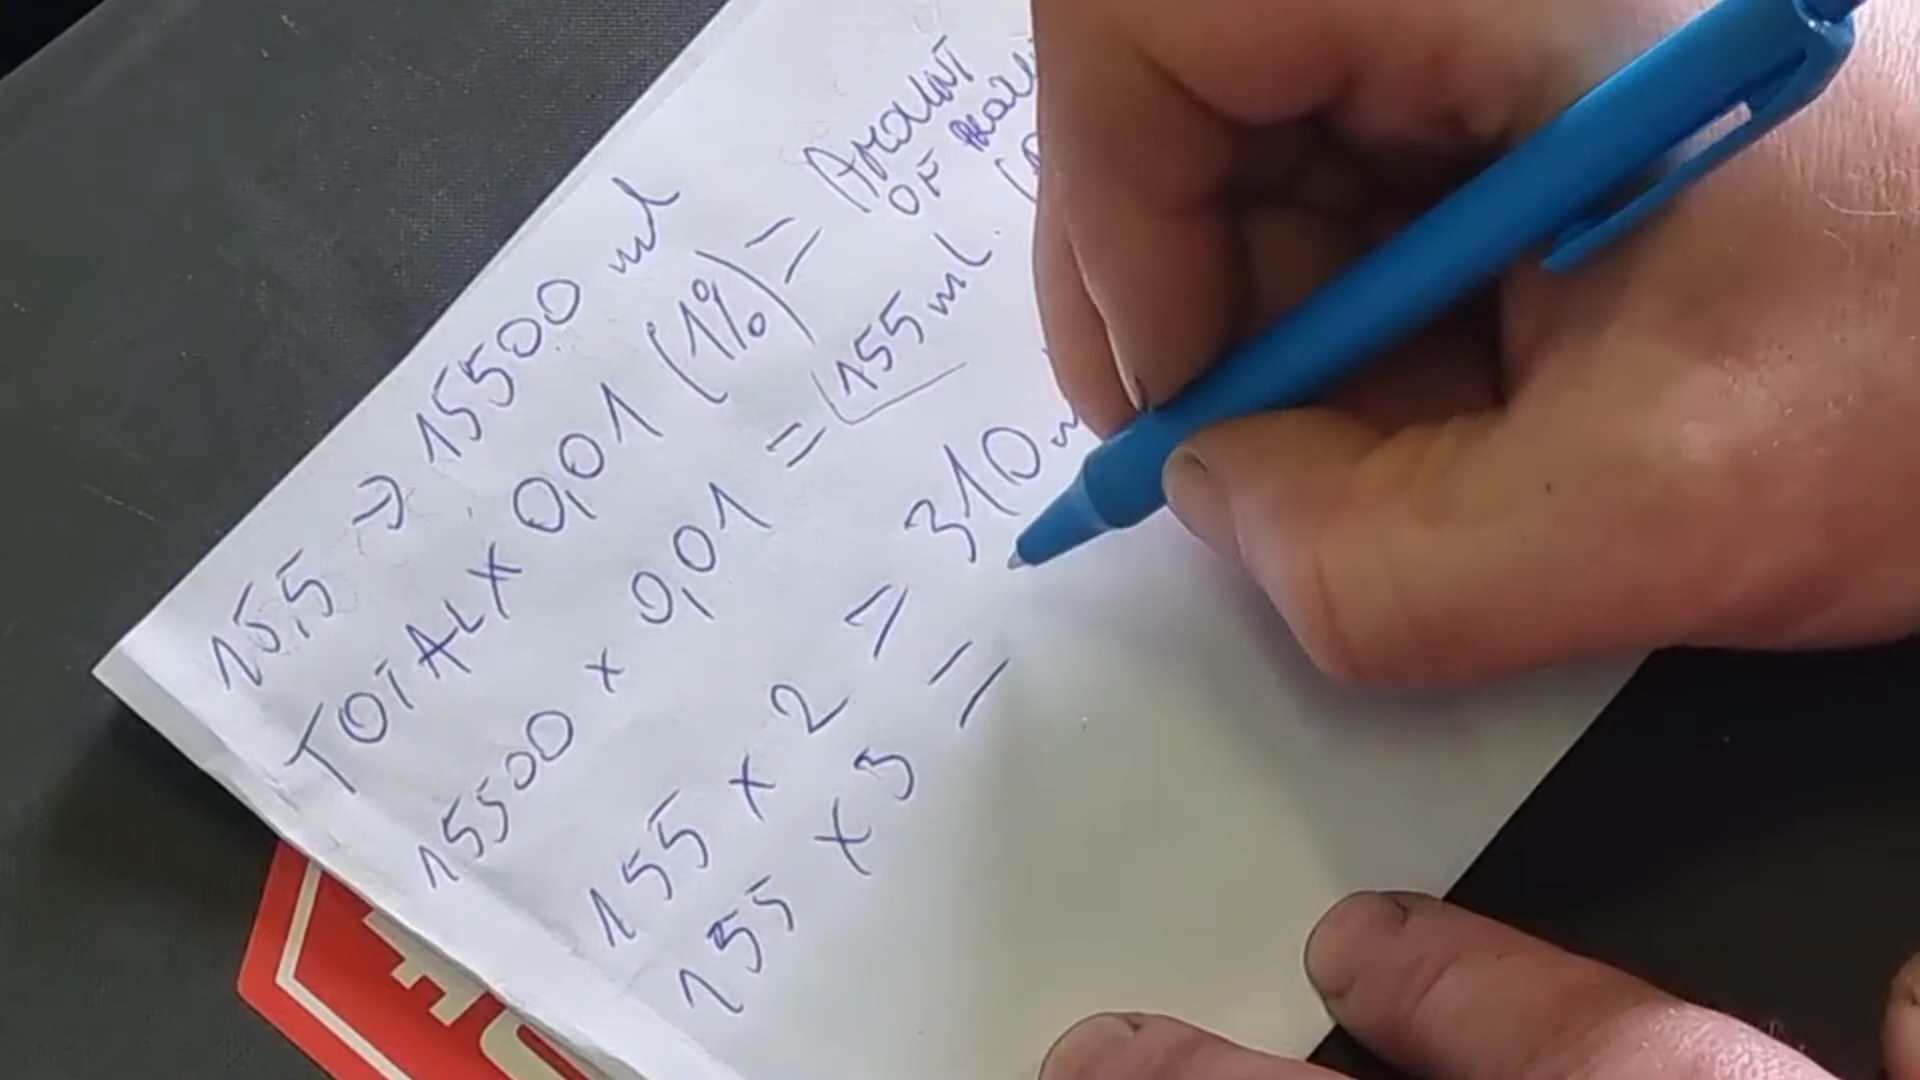 15,5 → 15500 ml
TOTAL x 0,01 (1%) = AMOUNT
OF
15500 x 0,01 = 155 ml.
155 x 2 = 310
155 x 3 =